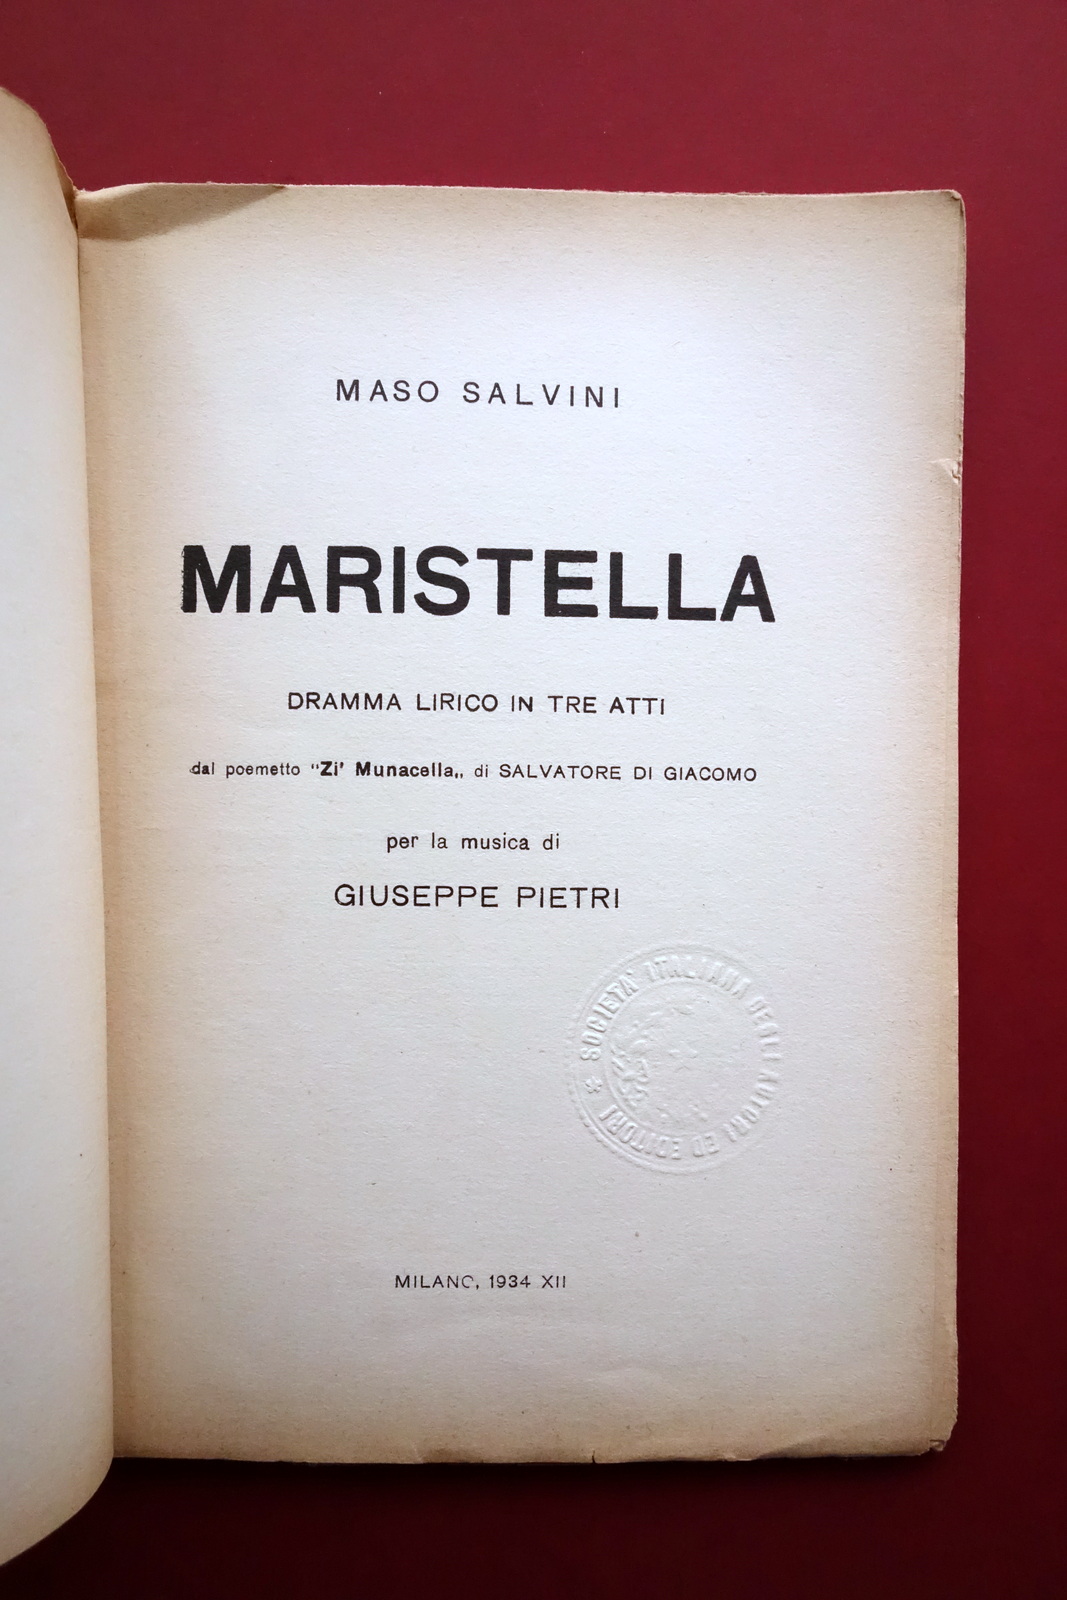 MASO SALVINI
MARISTELLA
DRAMMA LIRICO IN TRE ATTI
dal poemetto “Zi' Munacella„ di SALVATORE DI GIACOMO
per la musica di
GIUSEPPE PIETRI
SOCIETÀ ITALIANA DEGLI AUTORI ED EDITORI *
MILANO, 1934 XII